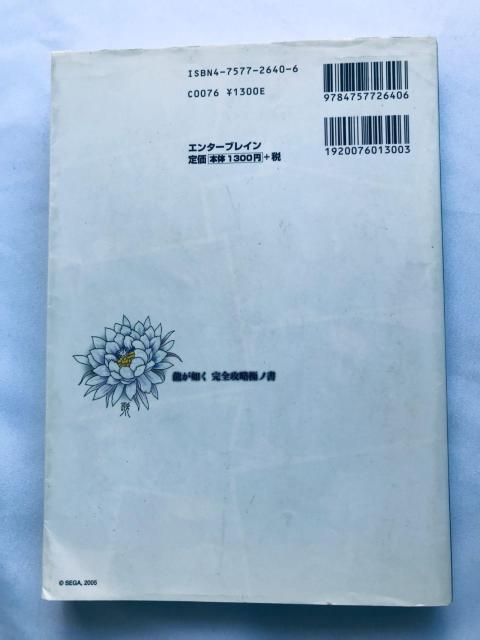 ISBN4-7577-2640-6
C0076 ¥1300E
9784757726406
エンターブレイン
定価 本体1300円 +税
1920076013003
龍が如く 完全攻略極ノ書
© SEGA, 2005